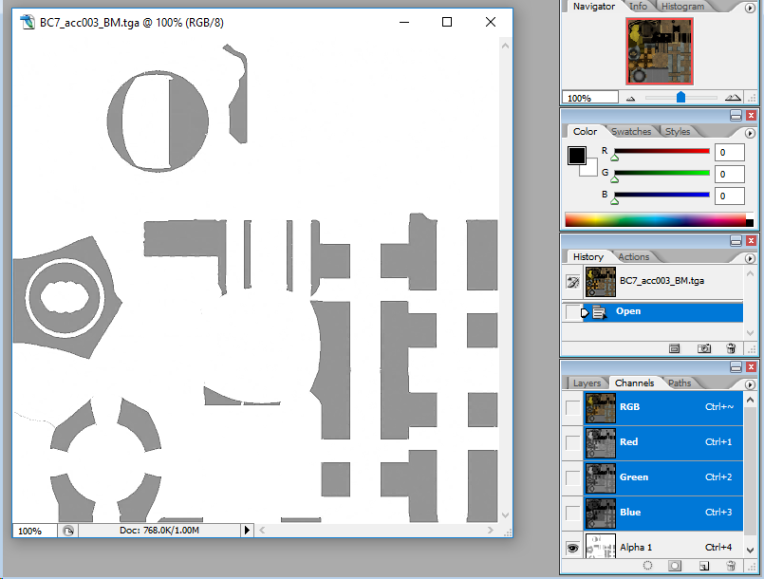 BC7_acc003_BM.tga @ 100% (RGB/8)
100%
Doc: 768.0K/1.00M
Navigator Info Histogram
100%
Color Swatches Styles
R 0
G 0
B 0
History Actions
BC7_acc003_BM.tga
Open
Layers Channels Paths
RGB Ctrl+~
Red Ctrl+1
Green Ctrl+2
Blue Ctrl+3
Alpha 1 Ctrl+4